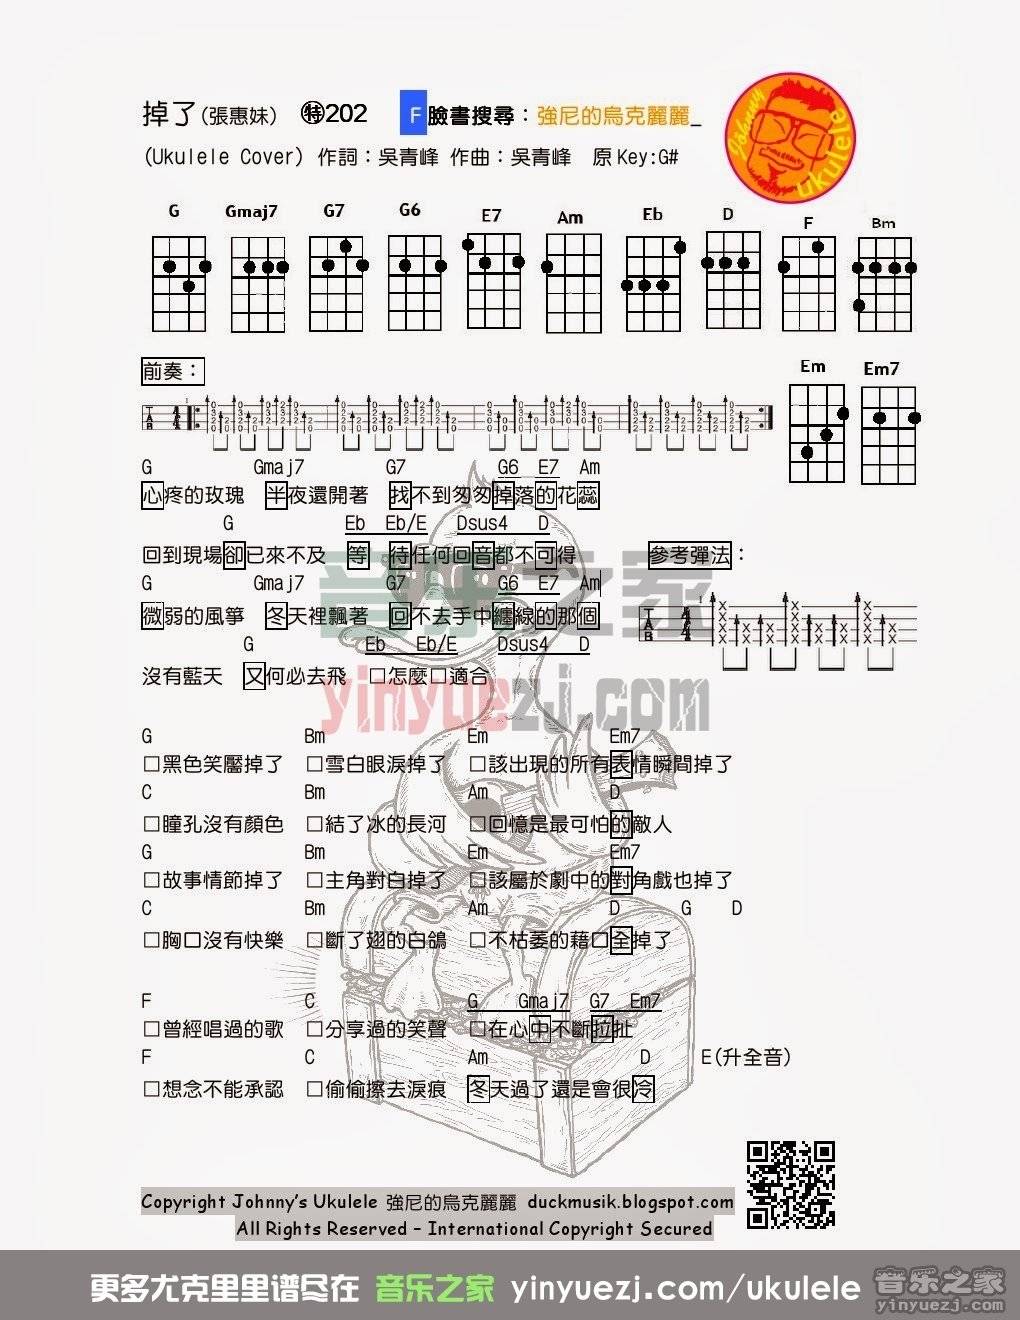 掉了(張惠妹) 特202 F 臉書搜尋：強尼的烏克麗麗_
(Ukulele Cover) 作詞：吳青峰 作曲：吳青峰 原Key:G#
Johnny ukulele
G Gmaj7 G7 G6 E7 Am Eb D F Bm
前奏：
Em Em7
G Gmaj7 G7 G6 E7 Am
心疼的玫瑰 半夜還開著 找不到匆匆掉落的花蕊
G Eb Eb/E Dsus4 D
回到現場卻已來不及 等 待任何回音都不可得
參考彈法：
G Gmaj7 G7 G6 E7 Am
微弱的風箏 冬天裡飄著 回不去手中纏線的那個
G Eb Eb/E Dsus4 D
沒有藍天 又何必去飛 □怎麼□適合
音乐之家
yinyuezj.com
G Bm Em Em7
□黑色笑靨掉了 □雪白眼淚掉了 □該出現的所有表情瞬間掉了
C Bm Am D
□瞳孔沒有顏色 □結了冰的長河 □回憶是最可怕的敵人
G Bm Em Em7
□故事情節掉了 □主角對白掉了 □該屬於劇中的對角戲也掉了
C Bm Am D G D
□胸口沒有快樂 □斷了翅的白鴿 □不枯萎的藉口全掉了
F C G Gmaj7 G7 Em7
□曾經唱過的歌 □分享過的笑聲 □在心中不斷拉扯
F C Am D E(升全音)
□想念不能承認 □偷偷擦去淚痕 冬天過了還是會很冷
Copyright Johnny's Ukulele 強尼的烏克麗麗 duckmusik.blogspot.com
All Rights Reserved – International Copyright Secured
更多尤克里里谱尽在 音乐之家 yinyuezj.com/ukulele
音乐之家
yinyuezj.com